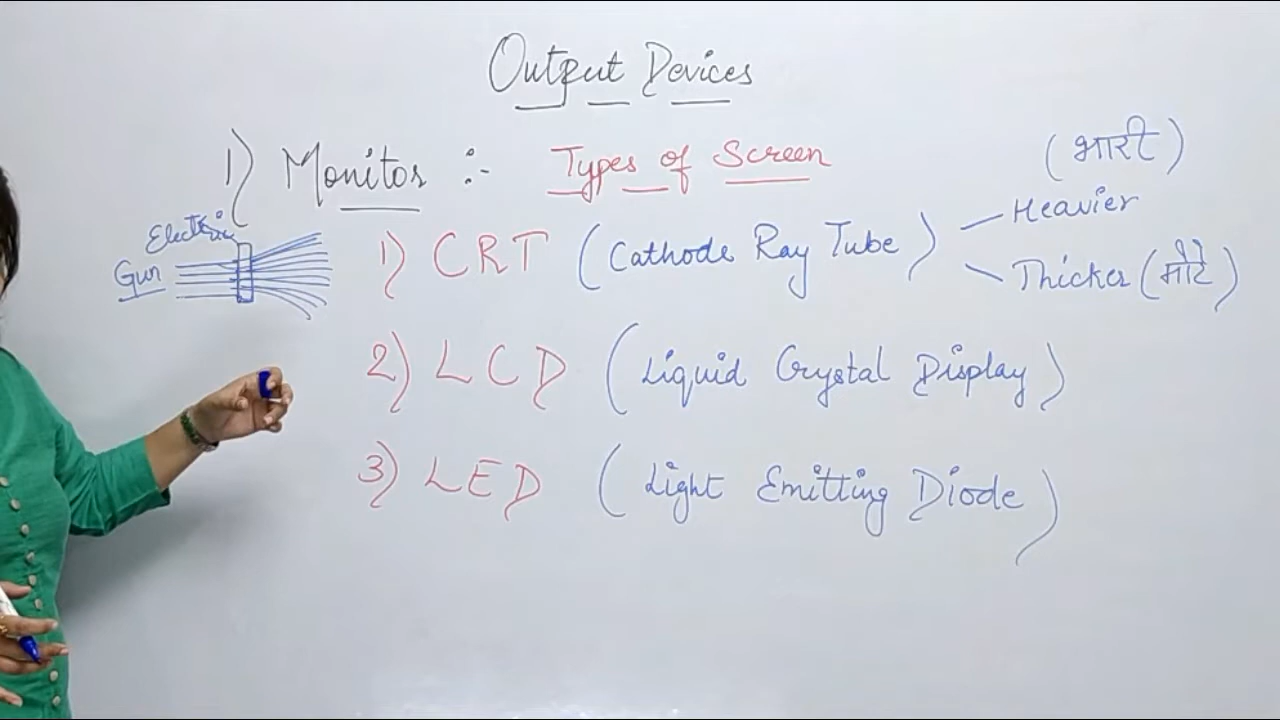 Output Devices
1) Monitor :- Types of Screen
(भारी)
Electric
Gun
1) CRT (Cathode Ray Tube)
Heavier
Thicker (मोटे)
2) LCD (Liquid Crystal Display)
3) LED (Light Emitting Diode)